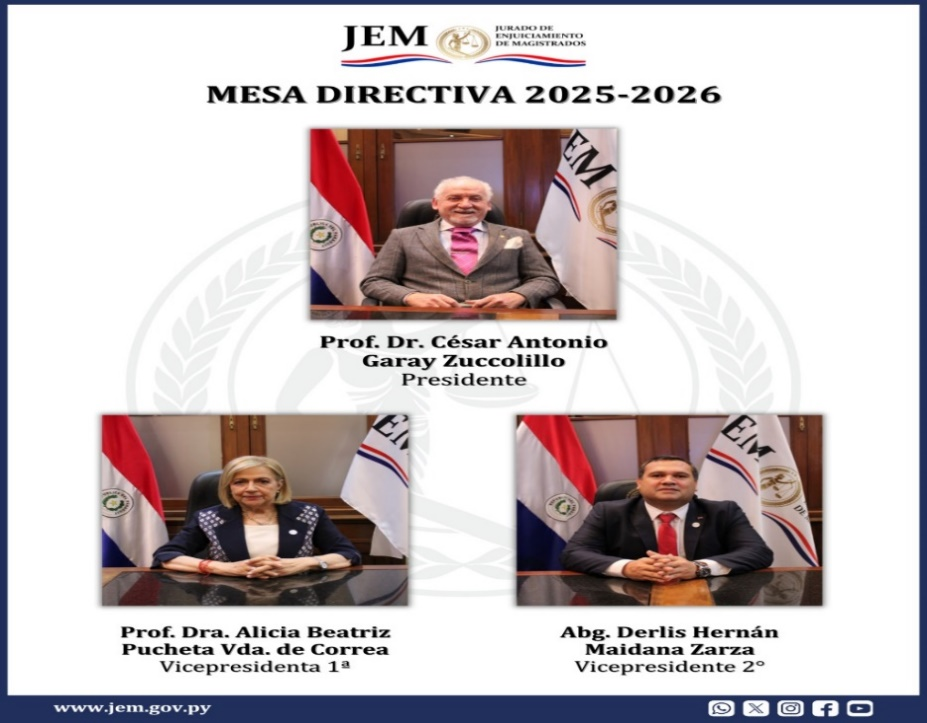 JEM
JURADO DE
ENJUICIAMIENTO
DE MAGISTRADOS
MESA DIRECTIVA 2025-2026
Prof. Dr. César Antonio
Garay Zuccolillo
Presidente
Prof. Dra. Alicia Beatriz
Pucheta Vda. de Correa
Vicepresidenta 1ª
Abg. Derlis Hernán
Maidana Zarza
Vicepresidente 2°
www.jem.gov.py